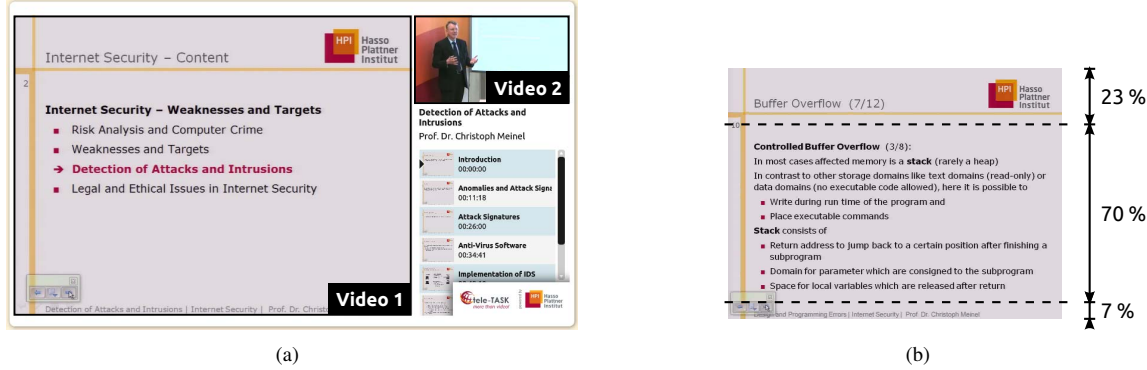 Internet Security – Content
HPI Hasso
Plattner
Institut
2
Internet Security – Weaknesses and Targets
Risk Analysis and Computer Crime
Weaknesses and Targets
→ Detection of Attacks and Intrusions
Legal and Ethical Issues in Internet Security
Video 1
Detection of Attacks and Intrusions | Internet Security | Prof. Dr. Christ
Video 2
Detection of Attacks and
Intrusions
Prof. Dr. Christoph Meinel
Introduction
00:00:00
Anomalies and Attack Signa
00:11:18
Attack Signatures
00:26:00
Anti-Virus Software
00:34:41
Implementation of IDS
tele-TASK
more than video!
HPI Hasso
Plattner
Institut
(a)
Buffer Overflow (7/12)
HPI Hasso
Plattner
Institut
10
Controlled Buffer Overflow (3/8):
In most cases affected memory is a stack (rarely a heap)
In contrast to other storage domains like text domains (read-only) or
data domains (no executable code allowed), here it is possible to
Write during run time of the program and
Place executable commands
Stack consists of
Return address to jump back to a certain position after finishing a
subprogram
Domain for parameter which are consigned to the subprogram
Space for local variables which are released after return
Design and Programming Errors | Internet Security | Prof. Dr. Christoph Meinel
23 %
70 %
7 %
(b)